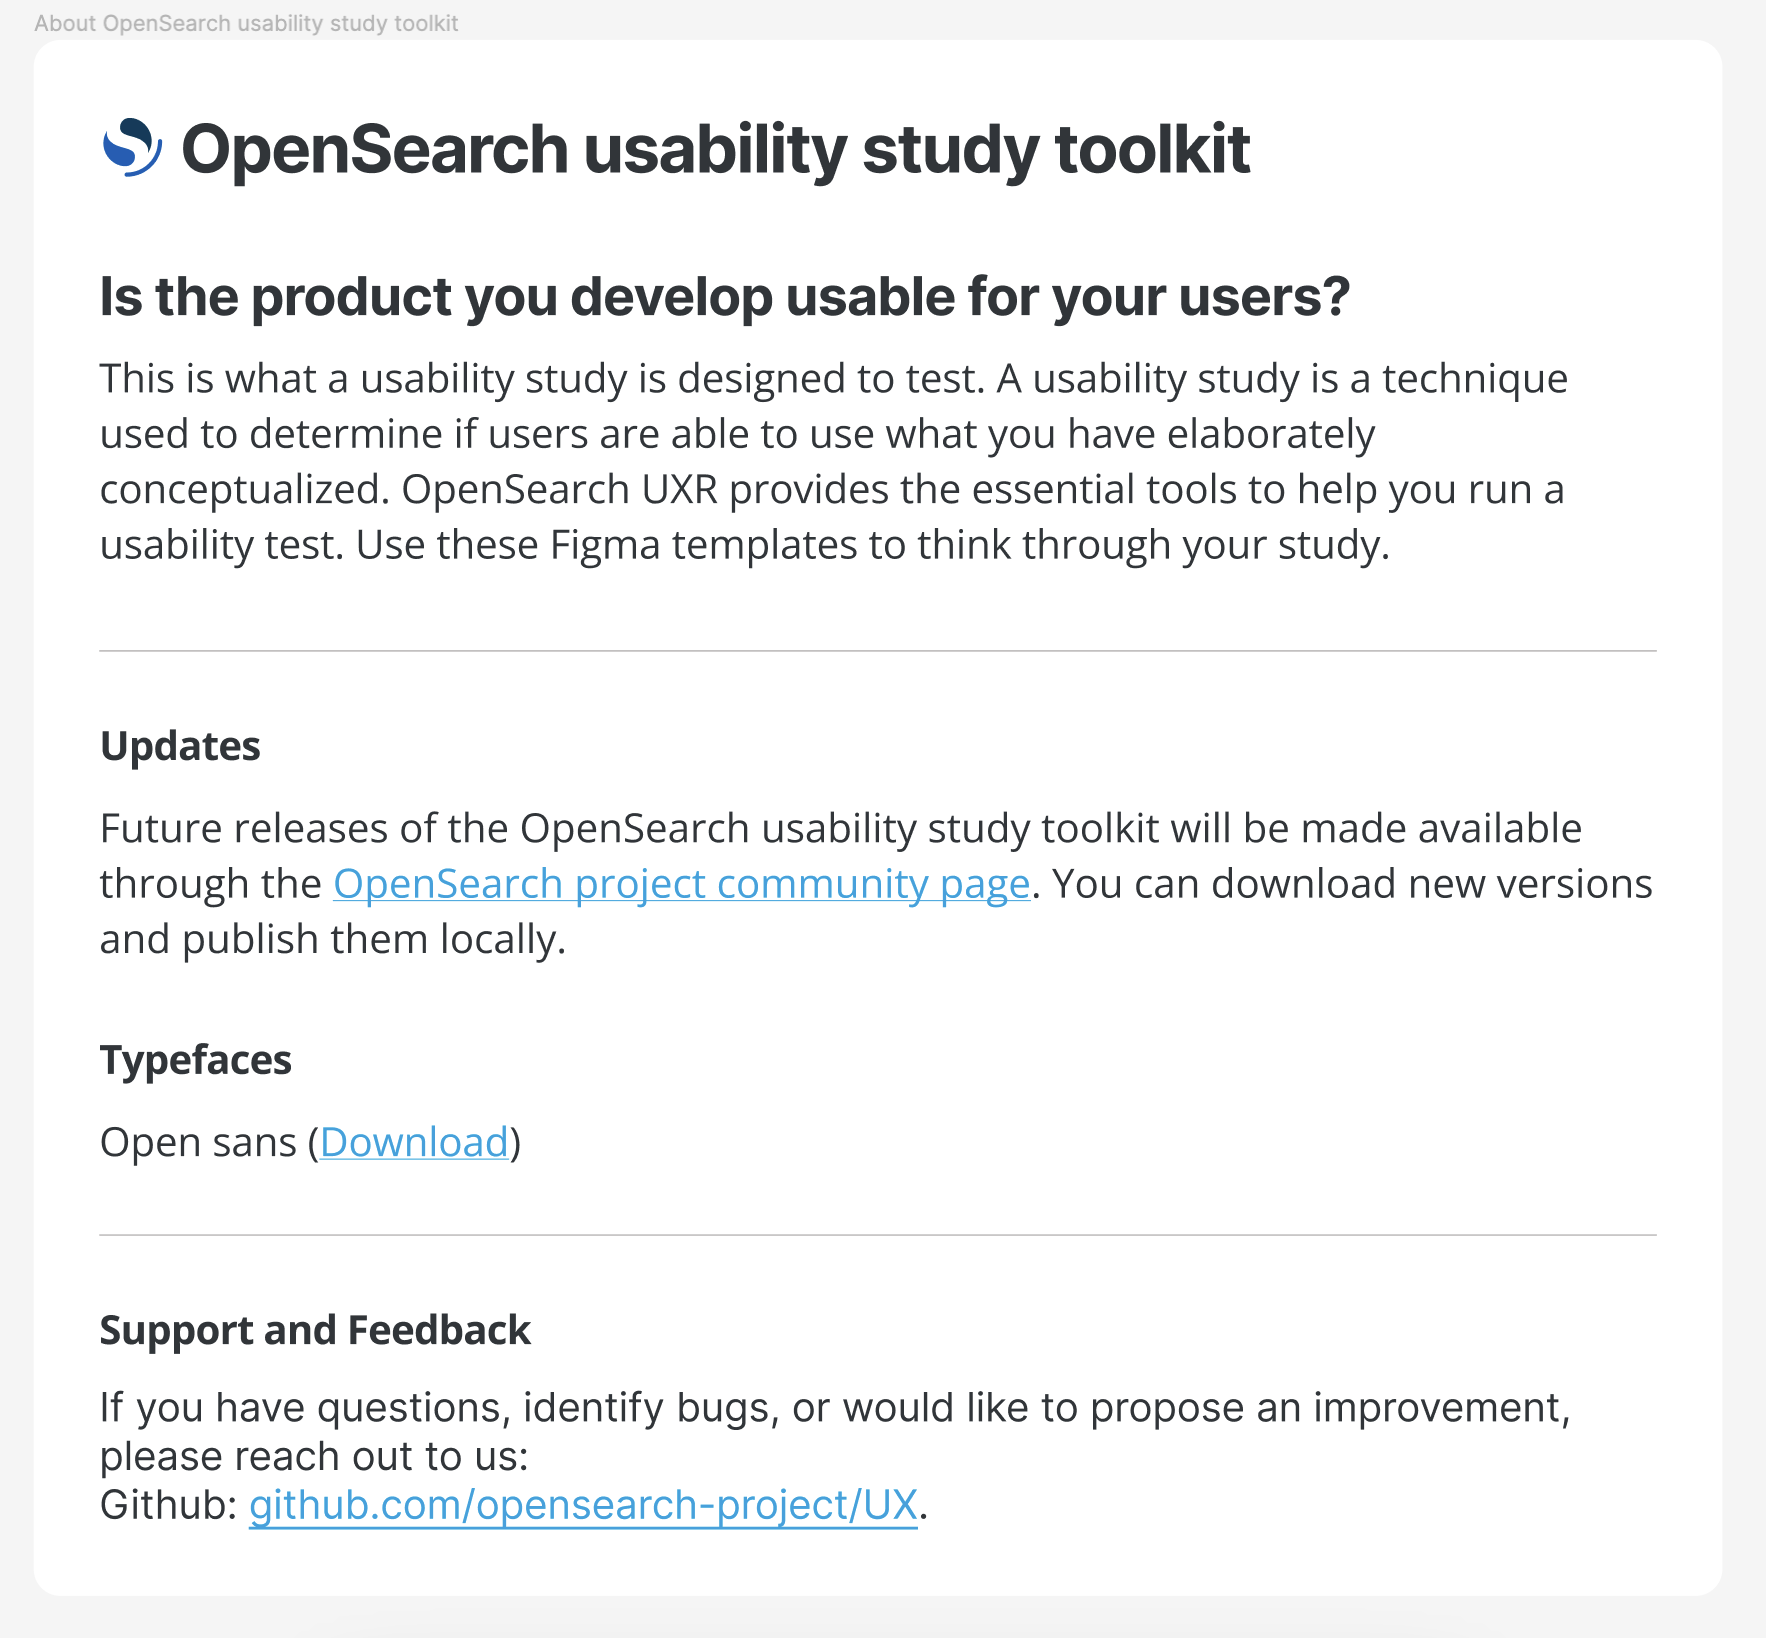 About OpenSearch usability study toolkit
OpenSearch usability study toolkit
Is the product you develop usable for your users?
This is what a usability study is designed to test. A usability study is a technique
used to determine if users are able to use what you have elaborately
conceptualized. OpenSearch UXR provides the essential tools to help you run a
usability test. Use these Figma templates to think through your study.
Updates
Future releases of the OpenSearch usability study toolkit will be made available
through the OpenSearch project community page. You can download new versions
and publish them locally.
Typefaces
Open sans (Download)
Support and Feedback
If you have questions, identify bugs, or would like to propose an improvement,
please reach out to us:
Github: github.com/opensearch-project/UX.